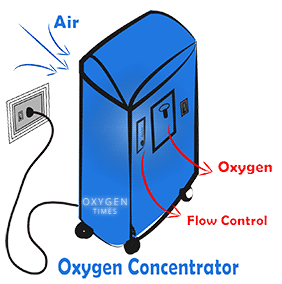 Air
Oxygen
Flow Control
OXYGEN
TIMES
Oxygen Concentrator